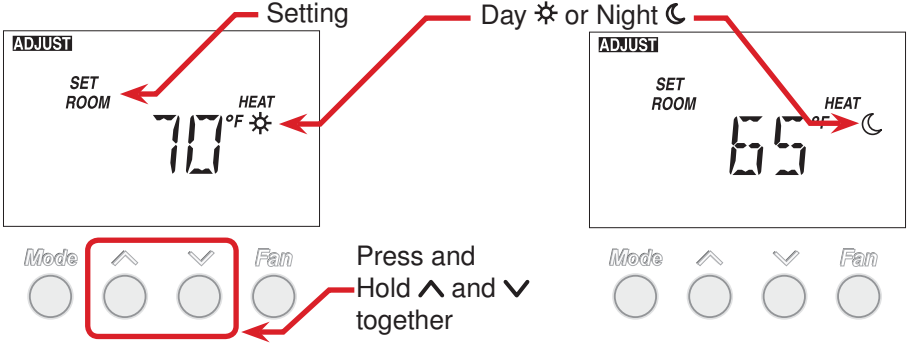 Setting
Day ☼ or Night ☾
ADJUST
SET
ROOM
HEAT
70 °F
Mode
Fan
Press and
Hold ∧ and ∨
together
ADJUST
SET
ROOM
HEAT
65 °F
Mode
Fan